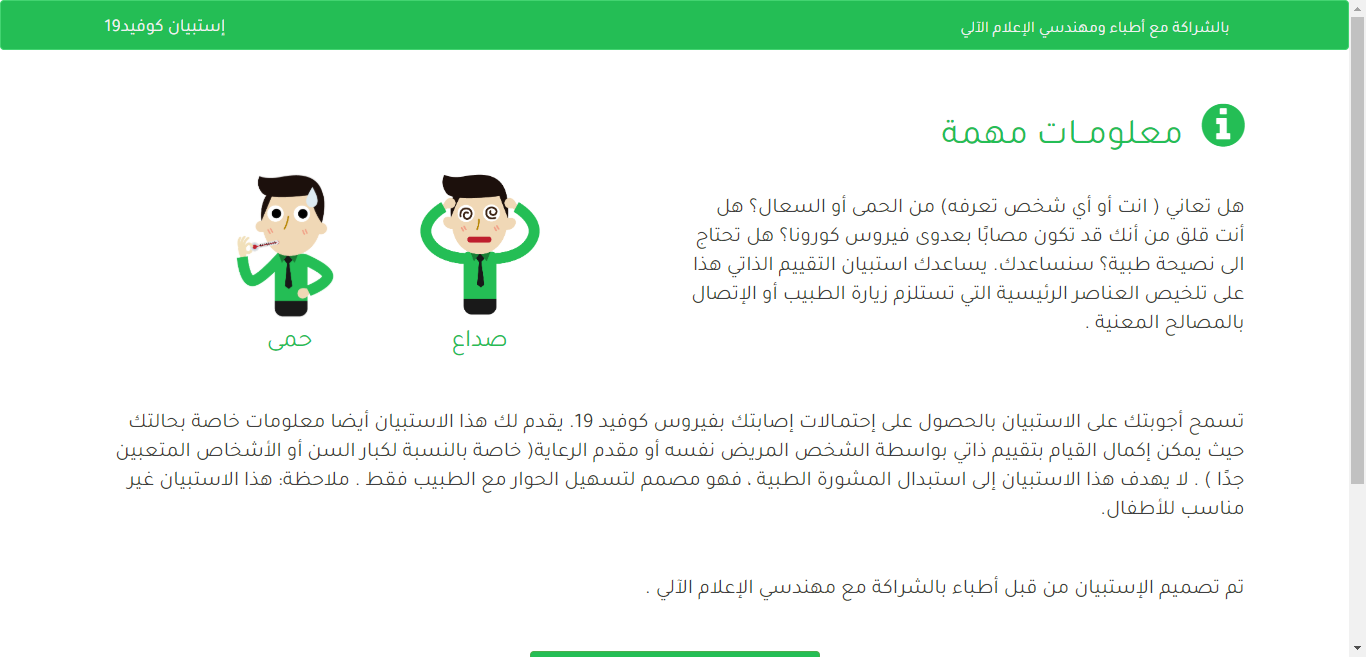 بالشراكة مع أطباء ومهندسي الإعلام الآلي
إستبيان كوفيد19
معلومـات مهمة
هل تعاني ( انت أو أي شخص تعرفه) من الحمى أو السعال؟ هل
أنت قلق من أنك قد تكون مصابًا بعدوى فيروس كورونا؟ هل تحتاج
الى نصيحة طبية؟ سنساعدك. يساعدك استبيان التقييم الذاتي هذا
على تلخيص العناصر الرئيسية التي تستلزم زيارة الطبيب أو الإتصال
بالمصالح المعنية .
صداع
حمى
تسمح أجوبتك على الاستبيان بالحصول على إحتمالات إصابتك بفيروس كوفيد 19. يقدم لك هذا الاستبيان أيضا معلومات خاصة بحالتك
حيث يمكن إكمال القيام بتقييم ذاتي بواسطة الشخص المريض نفسه أو مقدم الرعاية( خاصة بالنسبة لكبار السن أو الأشخاص المتعبين
جدًا ) . لا يهدف هذا الاستبيان إلى استبدال المشورة الطبية ، فهو مصمم لتسهيل الحوار مع الطبيب فقط . ملاحظة: هذا الاستبيان غير
مناسب للأطفال.
تم تصميم الإستبيان من قبل أطباء بالشراكة مع مهندسي الإعلام الآلي .